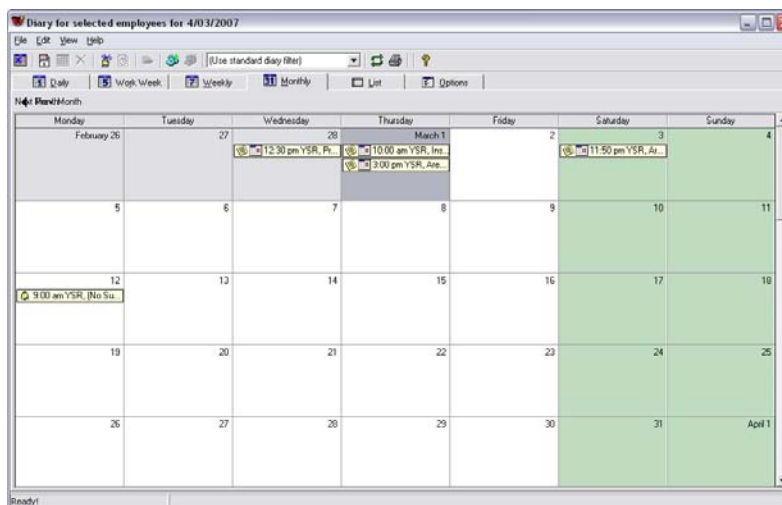 Diary for selected employees for 4/03/2007
File Edit View Help
(Use standard diary filter)
Daily Work Week Weekly Monthly List Options
Month
Monday Tuesday Wednesday Thursday Friday Saturday Sunday
February 26 27 28 March 1 2 3 4
12:30 pm YSR, Pr... 10:00 am YSR, Ins... 11:50 pm YSR, Ar...
3:00 pm YSR, Are...
5 6 7 8 9 10 11
12 13 14 15 16 17 18
9:00 am YSR, (No Su...
19 20 21 22 23 24 25
26 27 28 29 30 31 April 1
Ready!